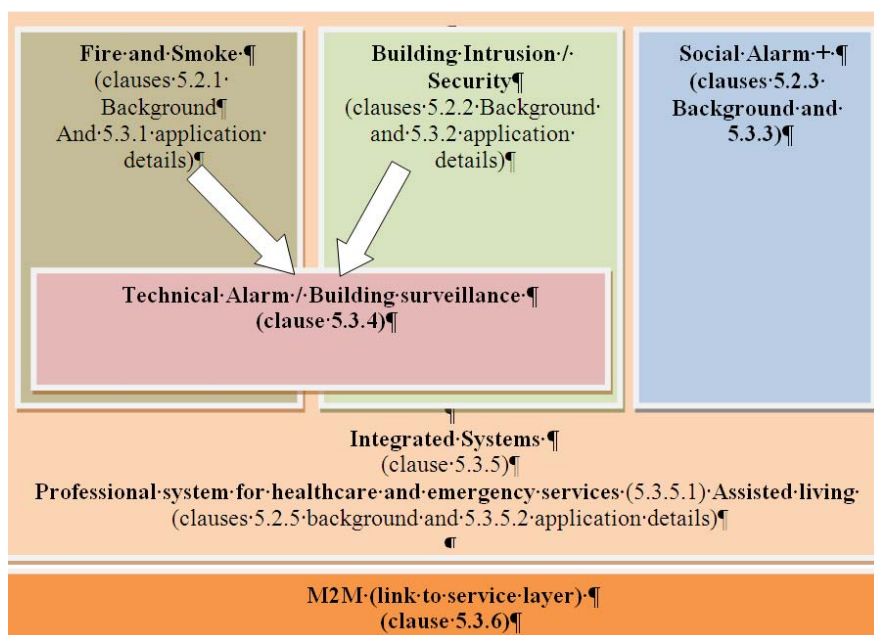 Fire·and·Smoke·¶
(clauses·5.2.1·
Background¶
And·5.3.1·application·
details)¶
Building·Intrusion·/·
Security¶
(clauses·5.2.2·Background·
and·5.3.2·application·
details)¶
Social·Alarm·+·¶
(clauses·5.2.3·
Background·and·
5.3.3)¶
Technical·Alarm·/·Building·surveillance·¶
(clause·5.3.4)¶
¶
Integrated·Systems·¶
(clause·5.3.5)¶
Professional·system·for·healthcare·and·emergency·services·(5.3.5.1)·Assisted·living·
(clauses·5.2.5·background·and·5.3.5.2·application·details)¶
¶
¶
M2M·(link·to·service·layer)·¶
(clause·5.3.6)¶